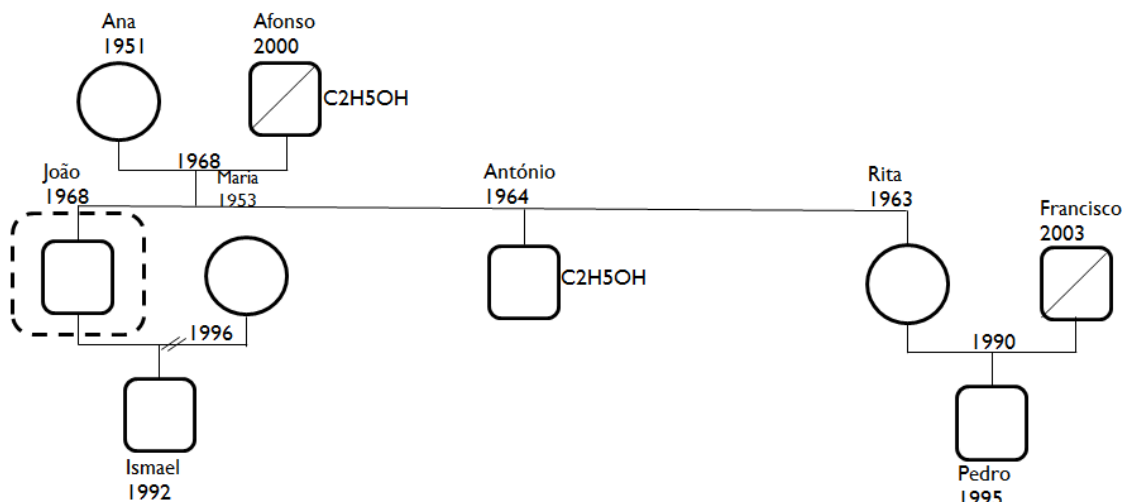 Ana
1951
Afonso
2000
C2H5OH
1968
João
1968
Maria
1953
António
1964
C2H5OH
Rita
1963
Francisco
2003
1996
1990
Ismael
1992
Pedro
1995